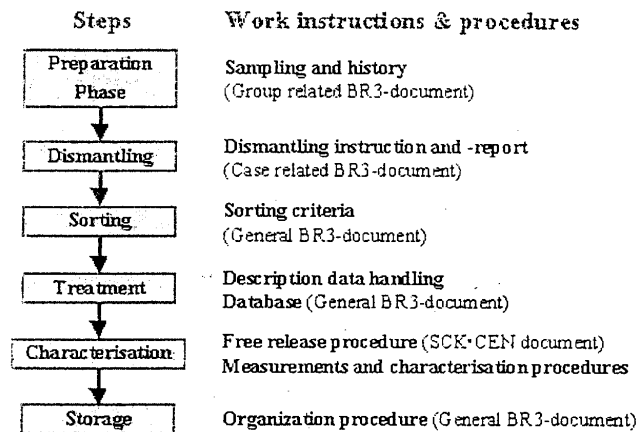 Steps Work instructions & procedures
Preparation
Phase
Sampling and history
(Group related BR3-document)
Dismantling
Dismantling instruction and -report
(Case related BR3-document)
Sorting
Sorting criteria
(General BR3-document)
Treatment
Description data handling
Database (General BR3-document)
Characterisation
Free release procedure (SCK•CEN document)
Measurements and characterisation procedures
Storage
Organization procedure (General BR3-document)